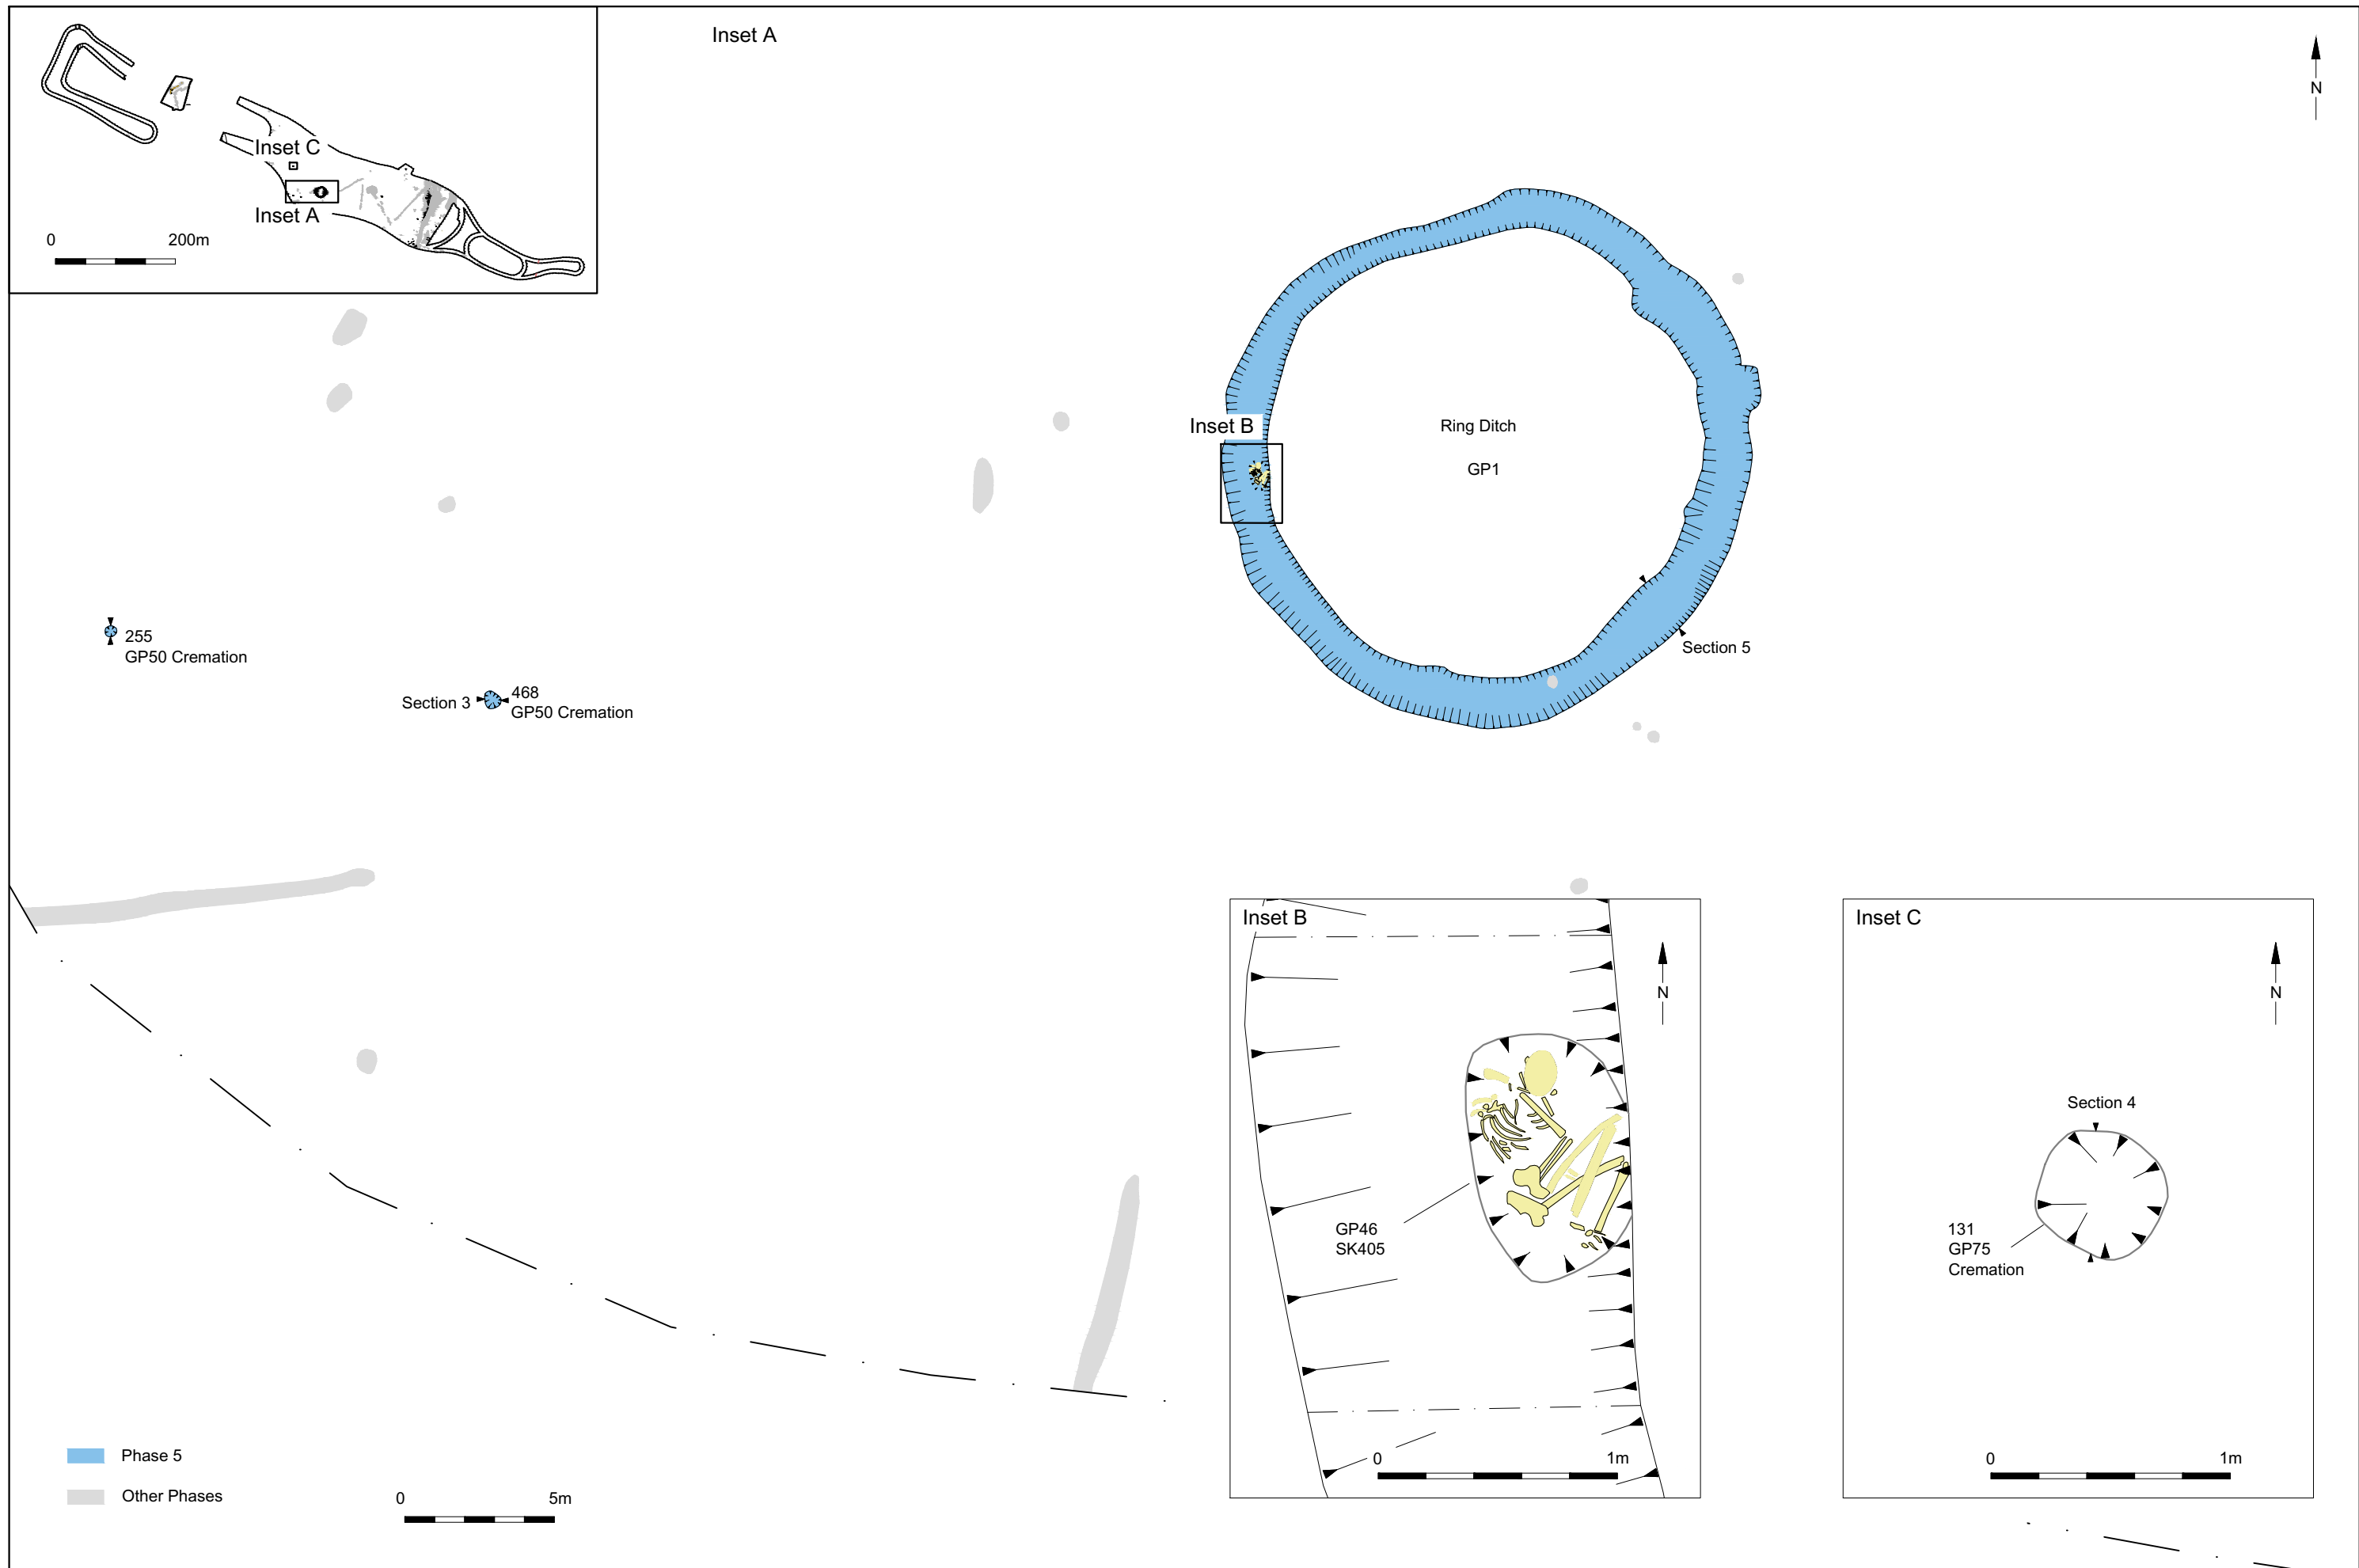 Inset A
N
Inset C
Inset A
0 200m
Inset B
Ring Ditch
GP1
255
GP50 Cremation
Section 3
468
GP50 Cremation
Section 5
Inset B
N
GP46
SK405
0 1m
Inset C
N
Section 4
131
GP75
Cremation
0 1m
Phase 5
Other Phases
0 5m